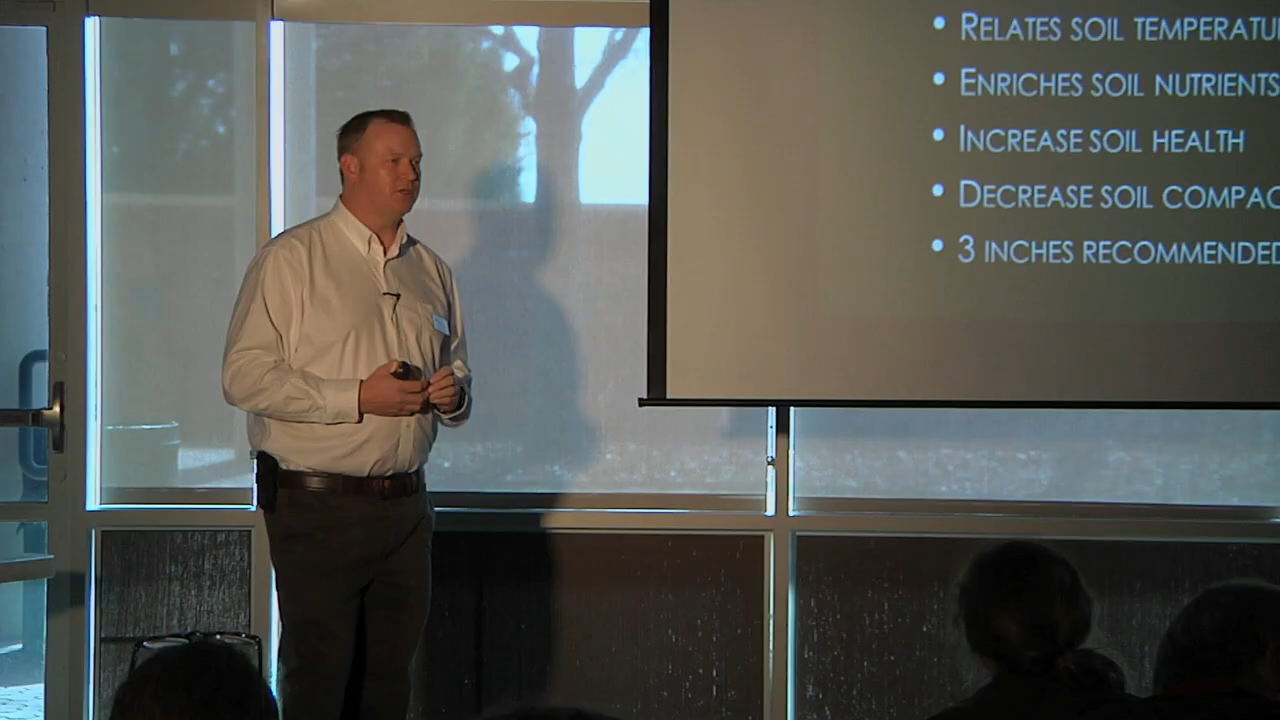 • RELATES SOIL TEMPERATU
• ENRICHES SOIL NUTRIENTS
• INCREASE SOIL HEALTH
• DECREASE SOIL COMPAC
• 3 INCHES RECOMMENDED